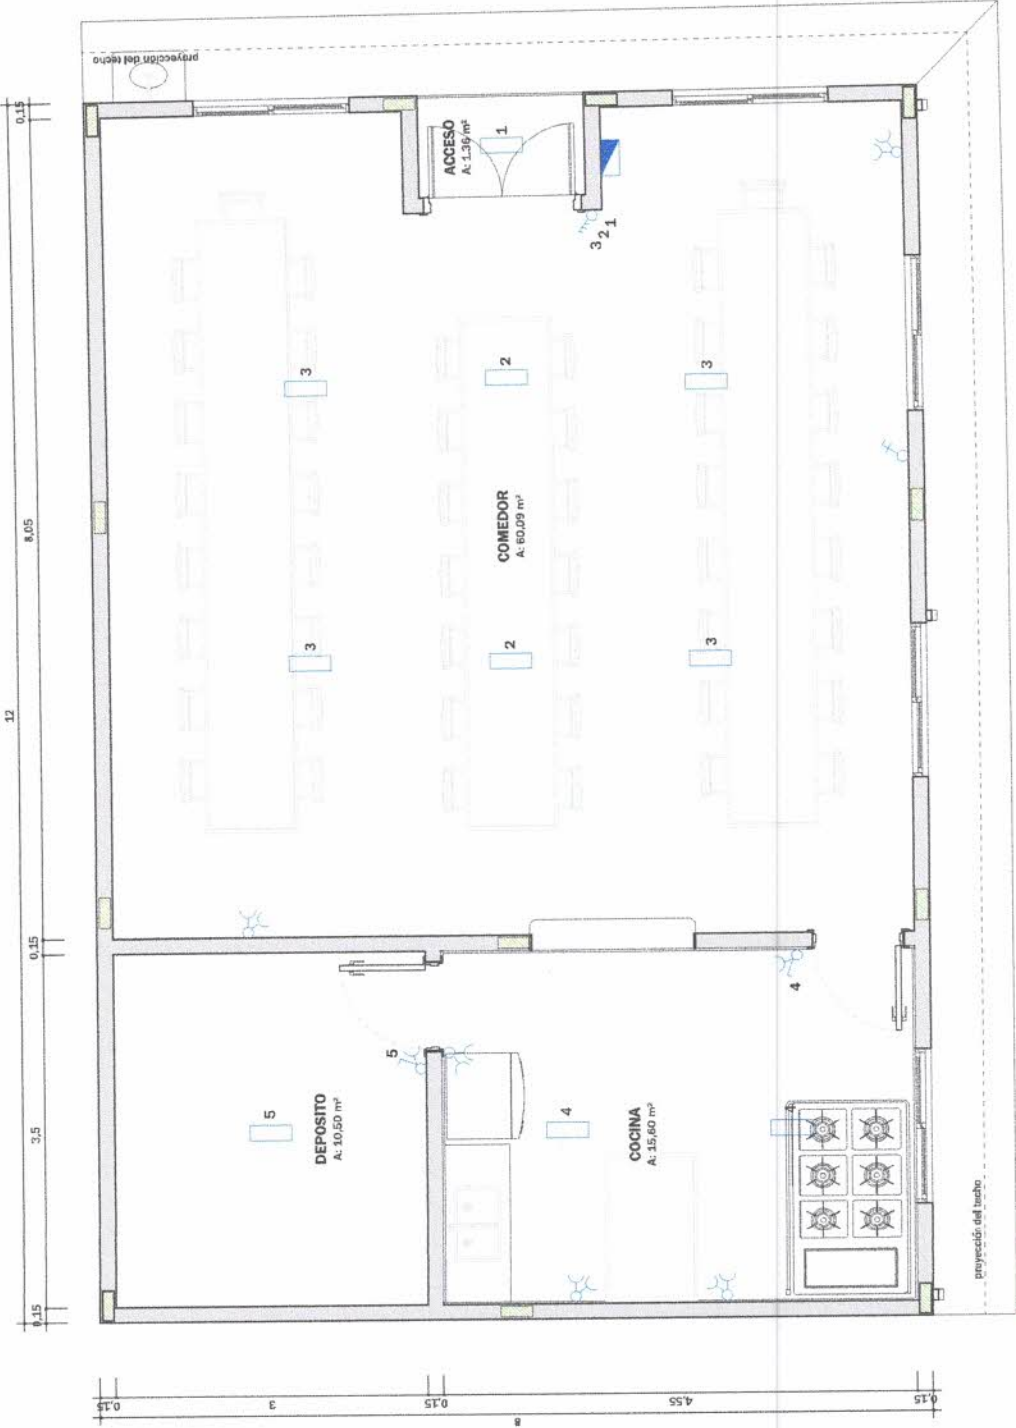 proyección del techo
0,15
8,05
12
0,15
3,5
0,15
ACCESO
A: 1.36 m²
1
3 2 1
3
2
3
COMEDOR
A: 60,09 m²
3
2
3
4
5
5
DEPOSITO
A: 10,50 m²
4
COCINA
A: 15,60 m²
4
proyección del techo
0,15
3
0,15
4,55
0,15
8